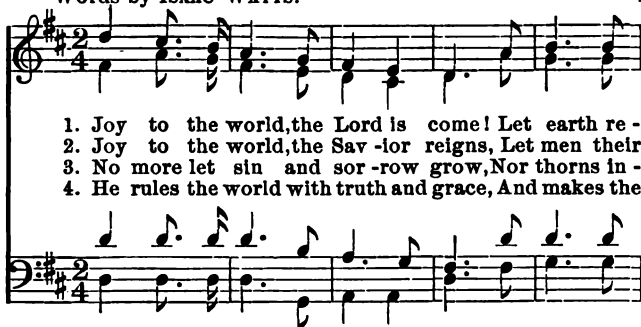 Words by ISAAC WATTS.
1. Joy to the world, the Lord is come! Let earth re -
2. Joy to the world, the Sav - ior reigns, Let men their
3. No more let sin and sor - row grow, Nor thorns in -
4. He rules the world with truth and grace, And makes the